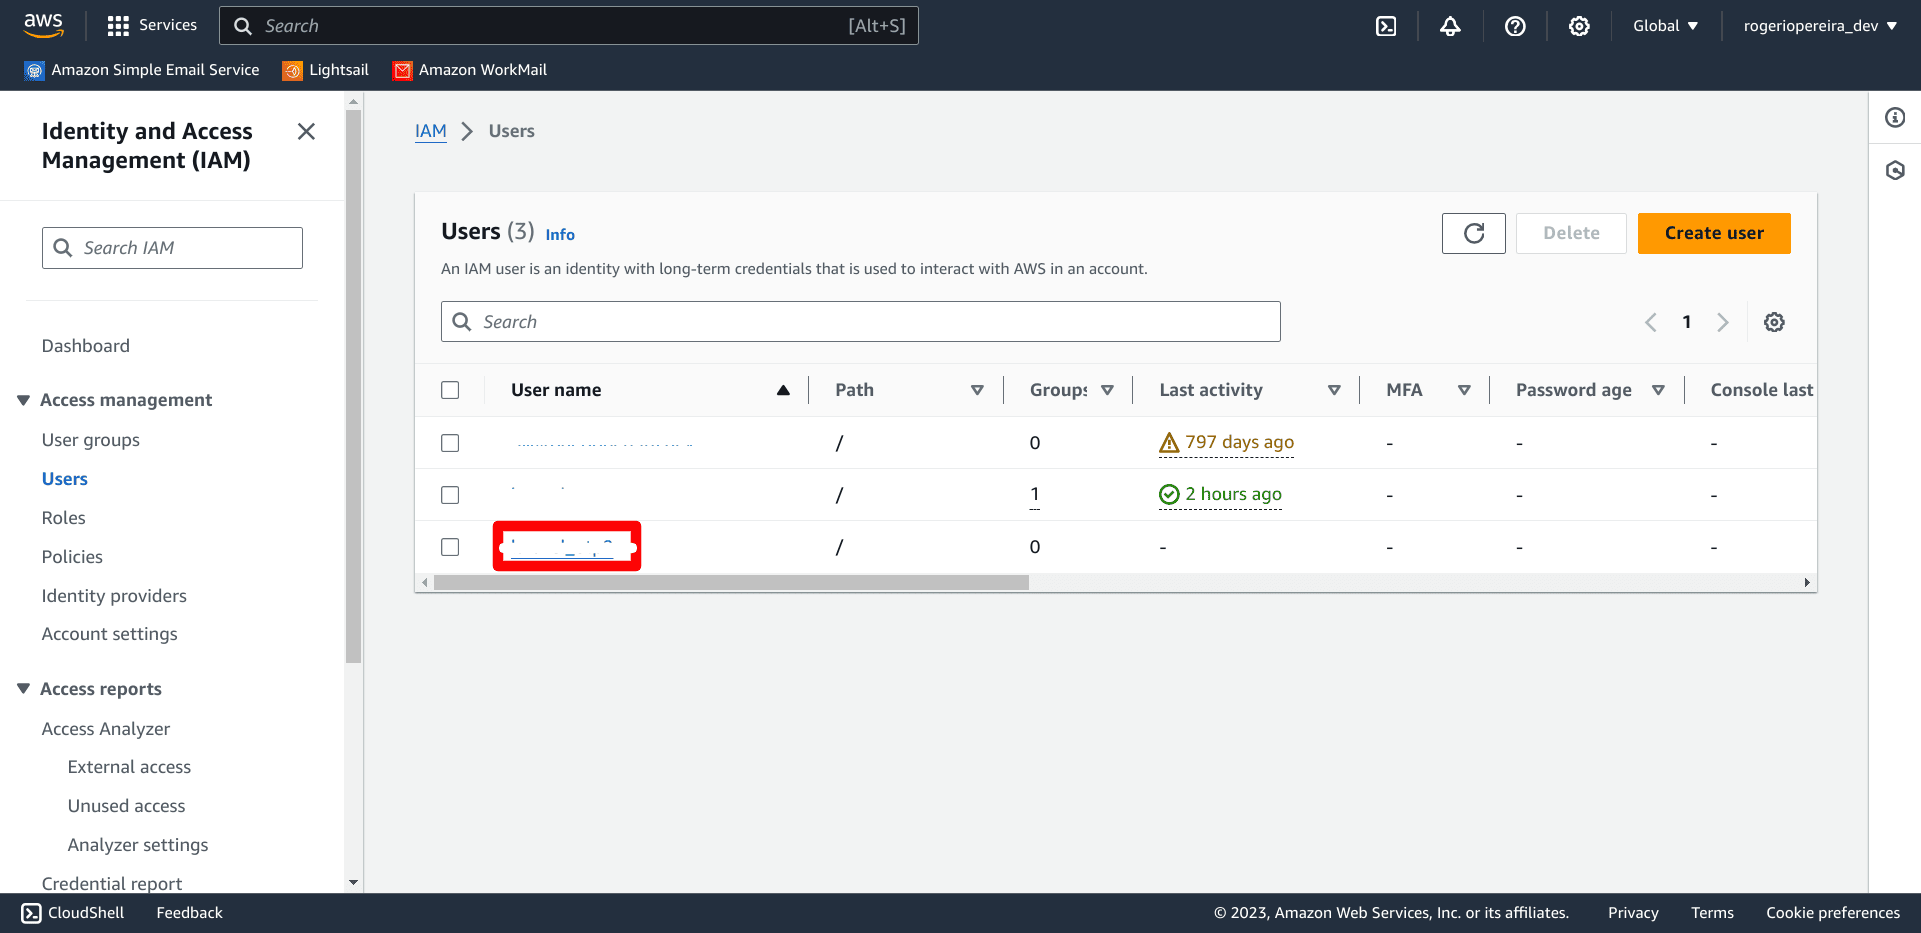 aws
Services
Search
[Alt+S]
Global
rogeriopereira_dev
Amazon Simple Email Service
Lightsail
Amazon WorkMail
Identity and Access
Management (IAM)
Search IAM
Dashboard
Access management
User groups
Users
Roles
Policies
Identity providers
Account settings
Access reports
Access Analyzer
External access
Unused access
Analyzer settings
Credential report
IAM
Users
Users (3)
Info
Delete
Create user
An IAM user is an identity with long-term credentials that is used to interact with AWS in an account.
Search
1
User name
Path
Groups
Last activity
MFA
Password age
Console last
/
0
797 days ago
-
-
-
/
1
2 hours ago
-
-
-
/
0
-
-
-
-
CloudShell
Feedback
© 2023, Amazon Web Services, Inc. or its affiliates.
Privacy
Terms
Cookie preferences